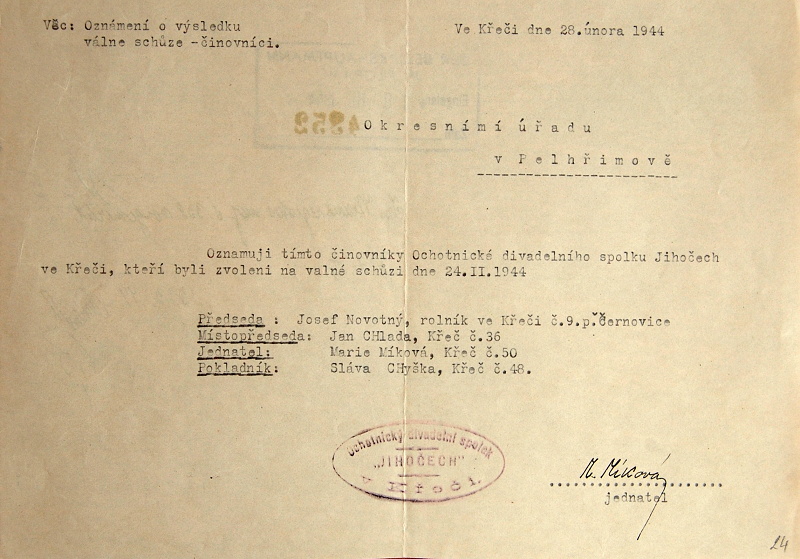 Věc: Oznámení o výsledku
válne schůze -činovníci.
Ve Křeči dne 28.února 1944
Okresnímí úřadu
v Pelhřimově
Oznamuji tímto činovníky Ochotnické divadelního spolku Jihočech
ve Křeči, kteří byli zvoleni na valné schůzi dne 24.II.1944
Předseda : Josef Novotný, rolník ve Křeči č.9.p.Černovice
Místopředseda: Jan CHlada, Křeč č.36
Jednatel: Marie Míková, Křeč č.50
Pokladník: Sláva CHyška, Křeč č.48.
Ochotnický divadelní spolek
„JIHOČECH"
v Křeči.
M. Míková
jednatel
24